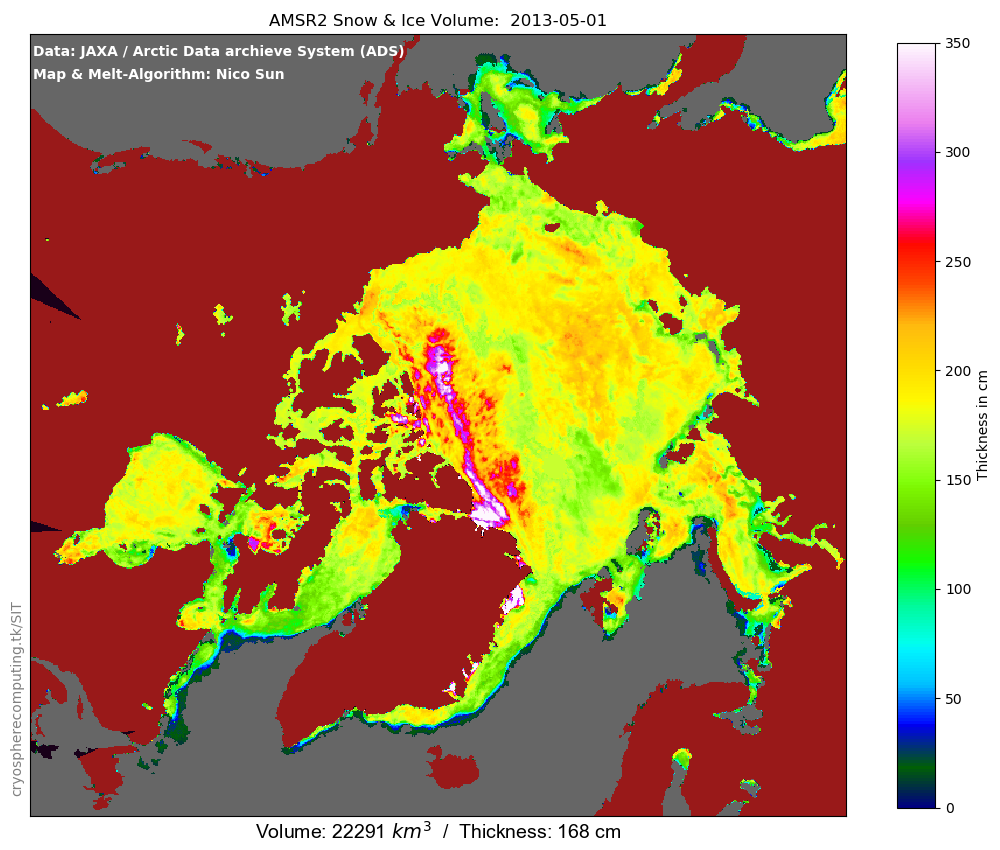 AMSR2 Snow & Ice Volume:  2013-05-01
Data: JAXA / Arctic Data archieve System (ADS)
Map & Melt-Algorithm: Nico Sun
350
300
250
200
150
100
50
0
Thickness in cm
cryospherecomputing.tk/SIT
Volume: 22291 km³  /  Thickness: 168 cm